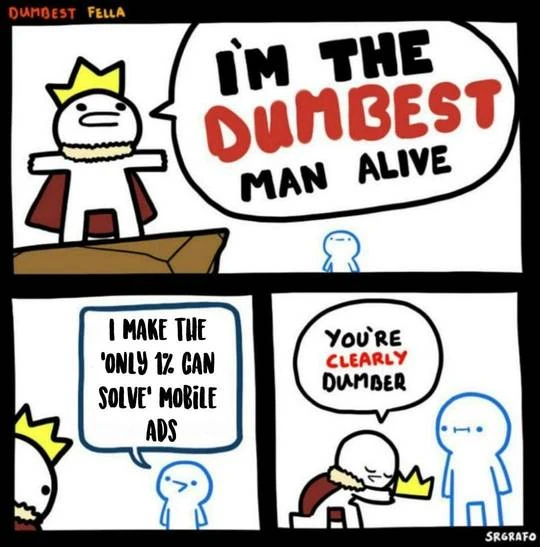 DUMBEST FELLA
I'M THE
DUMBEST
MAN ALIVE
I MAKE THE
'ONLY 1% CAN
SOLVE' MOBILE
ADS
YOU'RE
CLEARLY
DUMBER
SRGRAFO